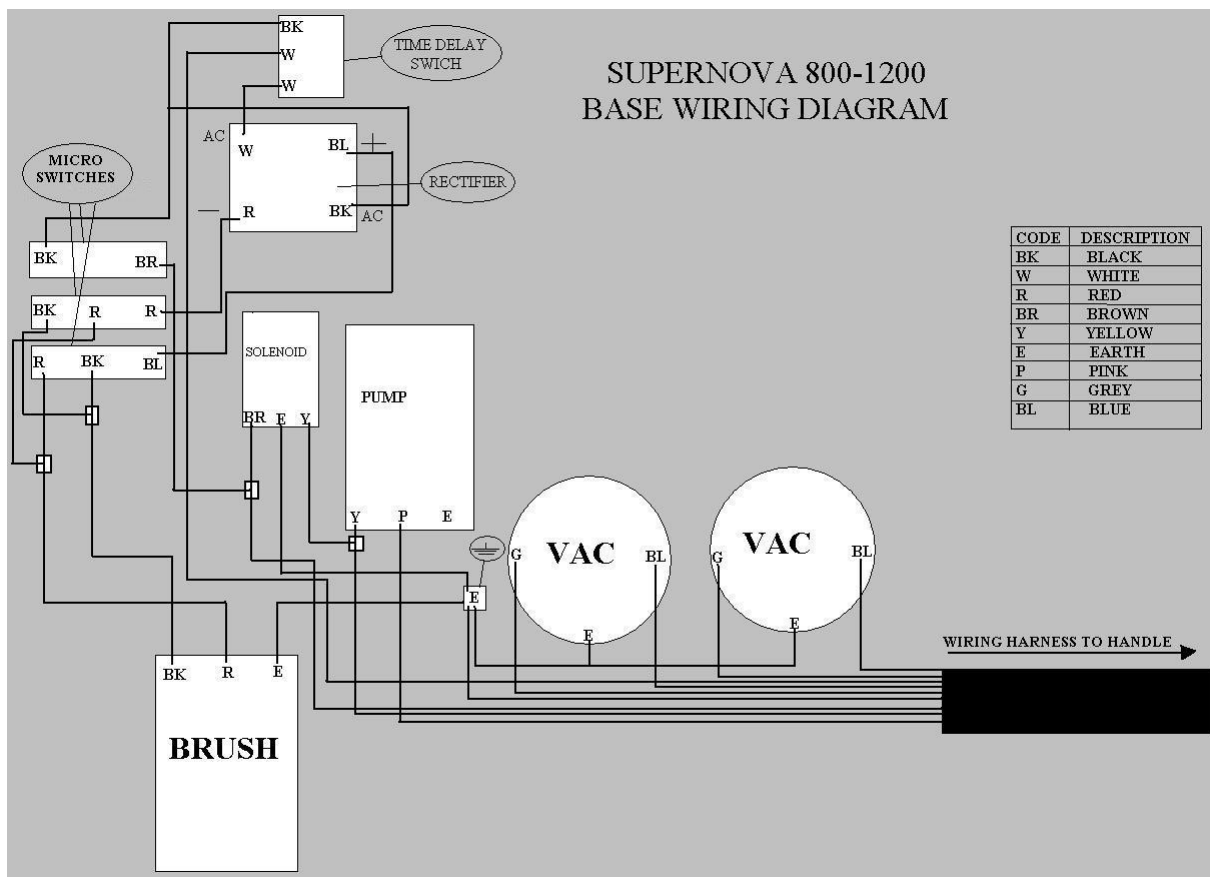 SUPERNOVA 800-1200
BASE WIRING DIAGRAM
BK
W
W
TIME DELAY
SWICH
AC
W
BL
+
RECTIFIER
−
R
BK
AC
MICRO
SWITCHES
BK
BR
BK
R
R
R
BK
BL
SOLENOID
BR
E
Y
PUMP
Y
P
E
CODE DESCRIPTION
BK BLACK
W WHITE
R RED
BR BROWN
Y YELLOW
E EARTH
P PINK
G GREY
BL BLUE
G
VAC
BL
E
G
VAC
BL
E
E
WIRING HARNESS TO HANDLE
BK
R
E
BRUSH